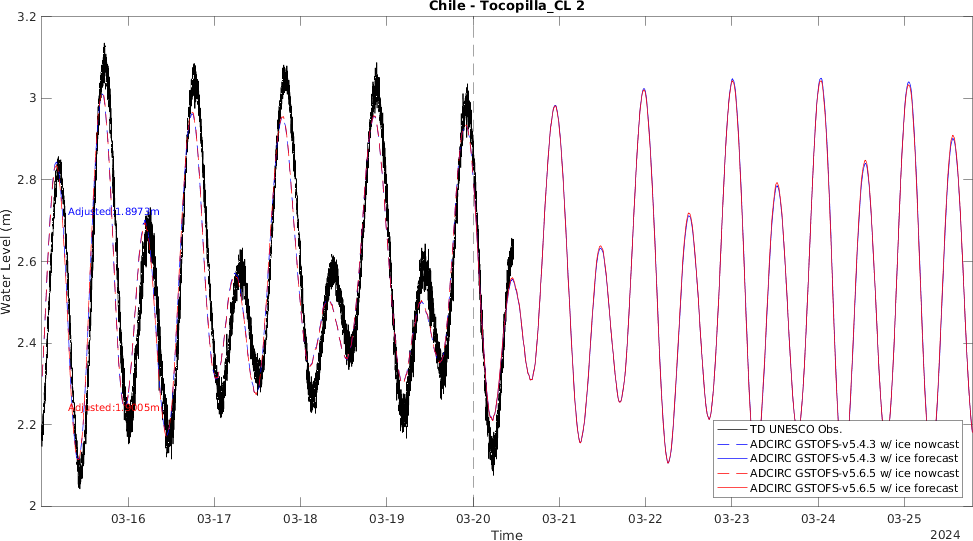 Chile - Tocopilla_CL 2
Water Level (m)
3.2
3
2.8
2.6
2.4
2.2
2
Adjusted:1.8973m
TD UNESCO Obs.
ADCIRC GSTOFS-v5.4.3 w/ ice nowcast
ADCIRC GSTOFS-v5.4.3 w/ ice forecast
ADCIRC GSTOFS-v5.6.5 w/ ice nowcast
ADCIRC GSTOFS-v5.6.5 w/ ice forecast
03-16 03-17 03-18 03-19 03-20 03-21 03-22 03-23 03-24 03-25
Time
2024